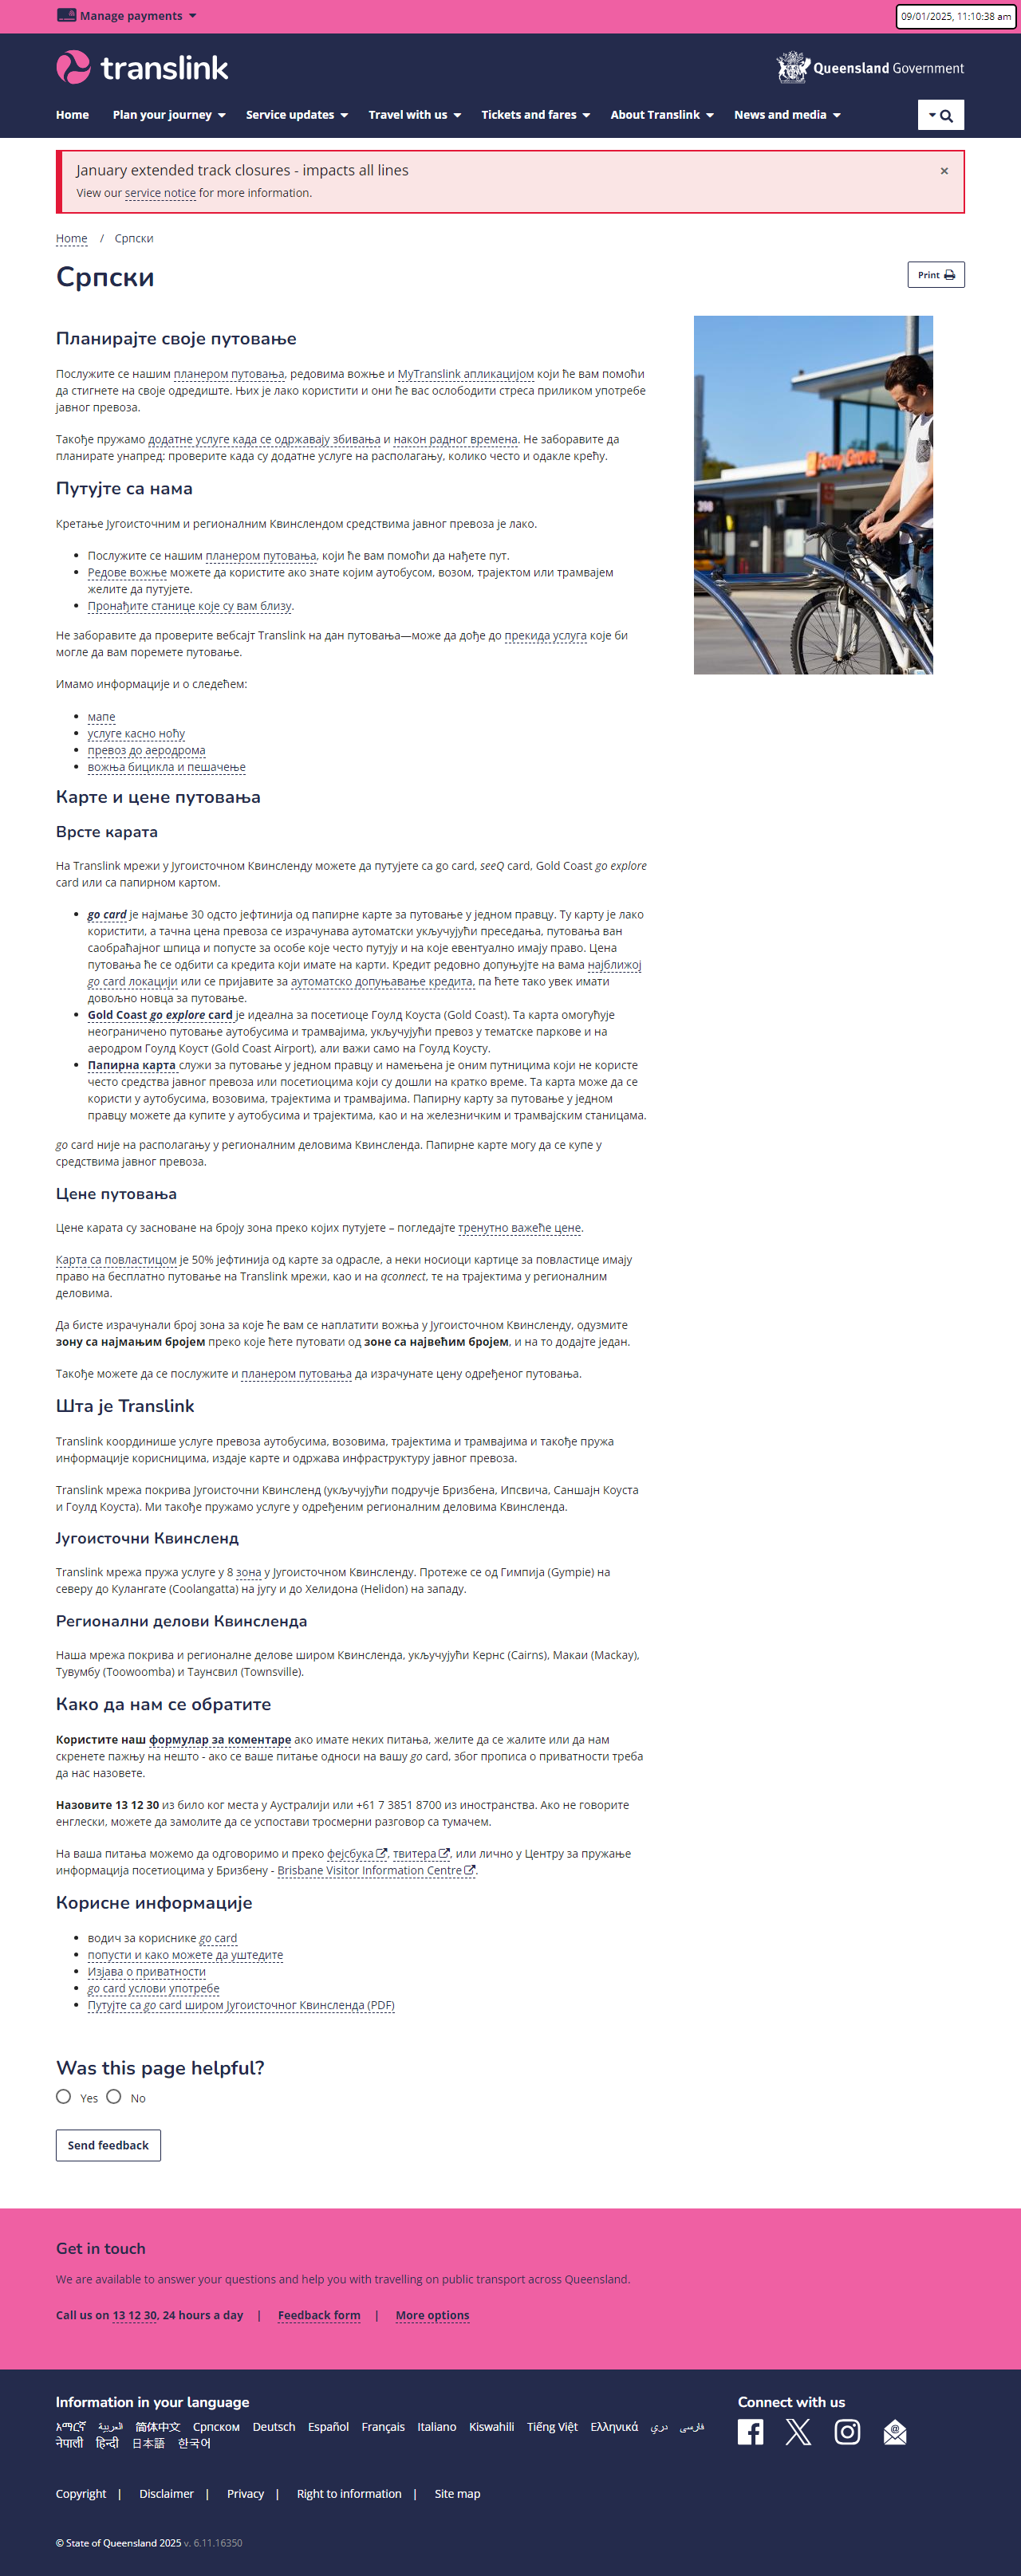 Manage payments
09/01/2025, 11:10:38 am
translink
Queensland Government
Home Plan your journey Service updates Travel with us Tickets and fares About Translink News and media
January extended track closures - impacts all lines ×
View our service notice for more information.
Home / Српски
Српски
Print
Планирајте своје путовање
Послужите се нашим планером путовања, редовима вожње и MyTranslink апликацијом који ће вам помоћи
да стигнете на своје одредиште. Њих је лако користити и они ће вас ослободити стреса приликом употребе
јавног превоза.
Такође пружамо додатне услуге када се одржавају збивања и након радног времена. Не заборавите да
планирате унапред: проверите када су додатне услуге на располагању, колико често и одакле крећу.
Путујте са нама
Кретање Југоисточним и регионалним Квинслендом средствима јавног превоза је лако.
Послужите се нашим планером путовања, који ће вам помоћи да нађете пут.
Редове вожње можете да користите ако знате којим аутобусом, возом, трајектом или трамвајем
желите да путујете.
Пронађите станице које су вам близу.
Не заборавите да проверите вебсајт Translink на дан путовања—може да дође до прекида услуга које би
могле да вам поремете путовање.
Имамо информације и о следећем:
мапе
услуге касно ноћу
превоз до аеродрома
вожња бицикла и пешачење
Карте и цене путовања
Врсте карата
На Translink мрежи у Југоисточном Квинсленду можете да путујете са go card, seeQ card, Gold Coast go explore
card или са папирном картом.
go card је најмање 30 одсто јефтинија од папирне карте за путовање у једном правцу. Ту карту је лако
користити, а тачна цена превоза се израчунава аутоматски укључујући преседања, путовања ван
саобраћајног шпица и попусте за особе које често путују и на које евентуално имају право. Цена
путовања ће се одбити са кредита који имате на карти. Кредит редовно допуњујте на вама најближој
go card локацији или се пријавите за аутоматско допуњавање кредита, па ћете тако увек имати
довољно новца за путовање.
Gold Coast go explore card је идеална за посетиоце Гоулд Коуста (Gold Coast). Та карта омогућује
неограничено путовање аутобусима и трамвајима, укључујући превоз у тематске паркове и на
аеродром Гоулд Коуст (Gold Coast Airport), али важи само на Гоулд Коусту.
Папирна карта служи за путовање у једном правцу и намењена је оним путницима који не користе
често средства јавног превоза или посетиоцима који су дошли на кратко време. Та карта може да се
користи у аутобусима, возовима, трајектима и трамвајима. Папирну карту за путовање у једном
правцу можете да купите у аутобусима и трајектима, као и на железничким и трамвајским станицама.
go card није на располагању у регионалним деловима Квинсленда. Папирне карте могу да се купе у
средствима јавног превоза.
Цене путовања
Цене карата су засноване на броју зона преко којих путујете – погледајте тренутно важеће цене.
Карта са повластицом је 50% јефтинија од карте за одрасле, а неки носиоци картице за повластице имају
право на бесплатно путовање на Translink мрежи, као и на qconnect, те на трајектима у регионалним
деловима.
Да бисте израчунали број зона за које ће вам се наплатити вожња у Југоисточном Квинсленду, одузмите
зону са најмањим бројем преко које ћете путовати од зоне са највећим бројем, и на то додајте један.
Такође можете да се послужите и планером путовања да израчунате цену одређеног путовања.
Шта је Translink
Translink координише услуге превоза аутобусима, возовима, трајектима и трамвајима и такође пружа
информације корисницима, издаје карте и одржава инфраструктуру јавног превоза.
Translink мрежа покрива Југоисточни Квинсленд (укључујући подручје Бризбена, Ипсвича, Саншајн Коуста
и Гоулд Коуста). Ми такође пружамо услуге у одређеним регионалним деловима Квинсленда.
Југоисточни Квинсленд
Translink мрежа пружа услуге у 8 зона у Југоисточном Квинсленду. Протеже се од Гимпија (Gympie) на
северу до Кулангате (Coolangatta) на југу и до Хелидона (Helidon) на западу.
Регионални делови Квинсленда
Наша мрежа покрива и регионалне делове широм Квинсленда, укључујући Кернс (Cairns), Макаи (Mackay),
Тувумбу (Toowoomba) и Таунсвил (Townsville).
Како да нам се обратите
Користите наш формулар за коментаре ако имате неких питања, желите да се жалите или да нам
скренете пажњу на нешто - ако се ваше питање односи на вашу go card, због прописа о приватности треба
да нас назовете.
Назовите 13 12 30 из било ког места у Аустралији или +61 7 3851 8700 из иностранства. Ако не говорите
енглески, можете да замолите да се успостави тросмерни разговор са тумачем.
На ваша питања можемо да одговоримо и преко фејсбука, твитера, или лично у Центру за пружање
информација посетиоцима у Бризбену - Brisbane Visitor Information Centre.
Корисне информације
водич за кориснике go card
попусти и како можете да уштедите
Изјава о приватности
go card услови употребе
Путујте са go card широм Југоисточног Квинсленда (PDF)
Was this page helpful?
Yes No
Send feedback
Get in touch
We are available to answer your questions and help you with travelling on public transport across Queensland.
Call us on 13 12 30, 24 hours a day | Feedback form | More options
Information in your language
Connect with us
አማርኛ العربية 简体中文 Српском Deutsch Español Français Italiano Kiswahili Tiếng Việt Ελληνικά دری فارسی
नेपाली हिन्दी 日本語 한국어
Copyright | Disclaimer | Privacy | Right to information | Site map
© State of Queensland 2025 v. 6.11.16350